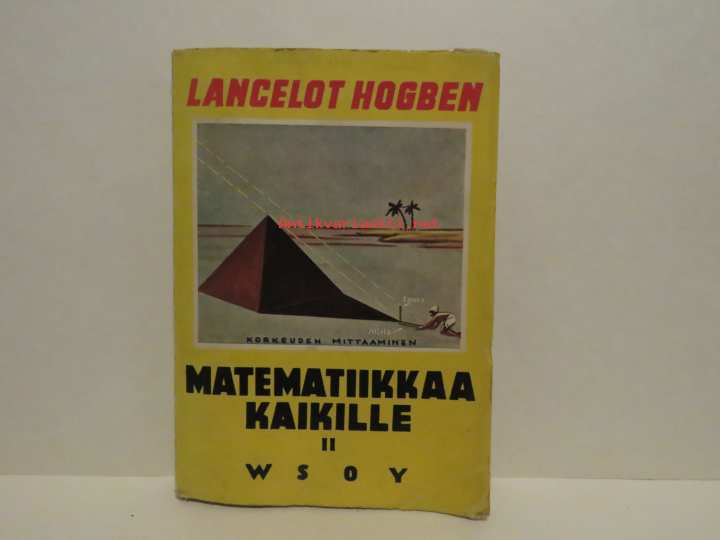 LANCELOT HOGBEN
Antikvariaatti.net
KORKEUDEN MITTAAMINEN
MATEMATIIKKAA
KAIKILLE
II
WSOY